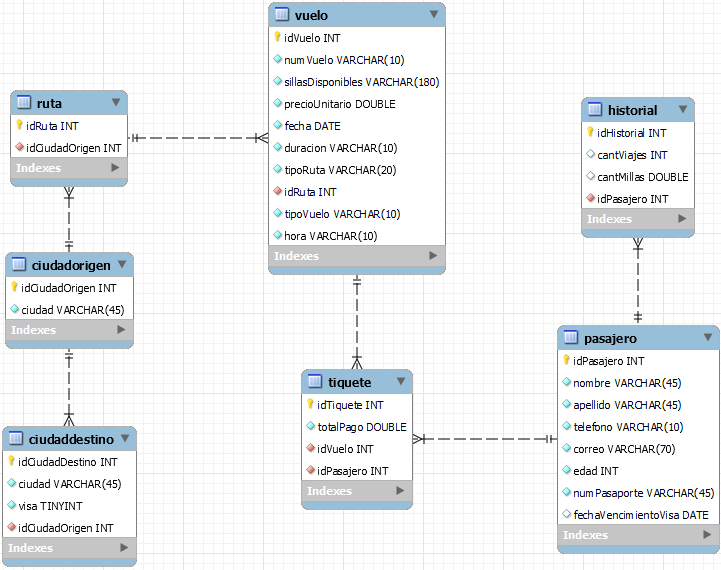 vuelo
idVuelo INT
numVuelo VARCHAR(10)
sillasDisponibles VARCHAR(180)
precioUnitario DOUBLE
fecha DATE
duracion VARCHAR(10)
tipoRuta VARCHAR(20)
idRuta INT
tipoVuelo VARCHAR(10)
hora VARCHAR(10)
Indexes
ruta
idRuta INT
idCiudadOrigen INT
Indexes
historial
idHistorial INT
cantViajes INT
cantMillas DOUBLE
idPasajero INT
Indexes
ciudadorigen
idCiudadOrigen INT
ciudad VARCHAR(45)
Indexes
pasajero
idPasajero INT
nombre VARCHAR(45)
apellido VARCHAR(45)
telefono VARCHAR(10)
correo VARCHAR(70)
edad INT
numPasaporte VARCHAR(45)
fechaVencimientoVisa DATE
Indexes
tiquete
idTiquete INT
totalPago DOUBLE
idVuelo INT
idPasajero INT
Indexes
ciudaddestino
idCiudadDestino INT
ciudad VARCHAR(45)
visa TINYINT
idCiudadOrigen INT
Indexes